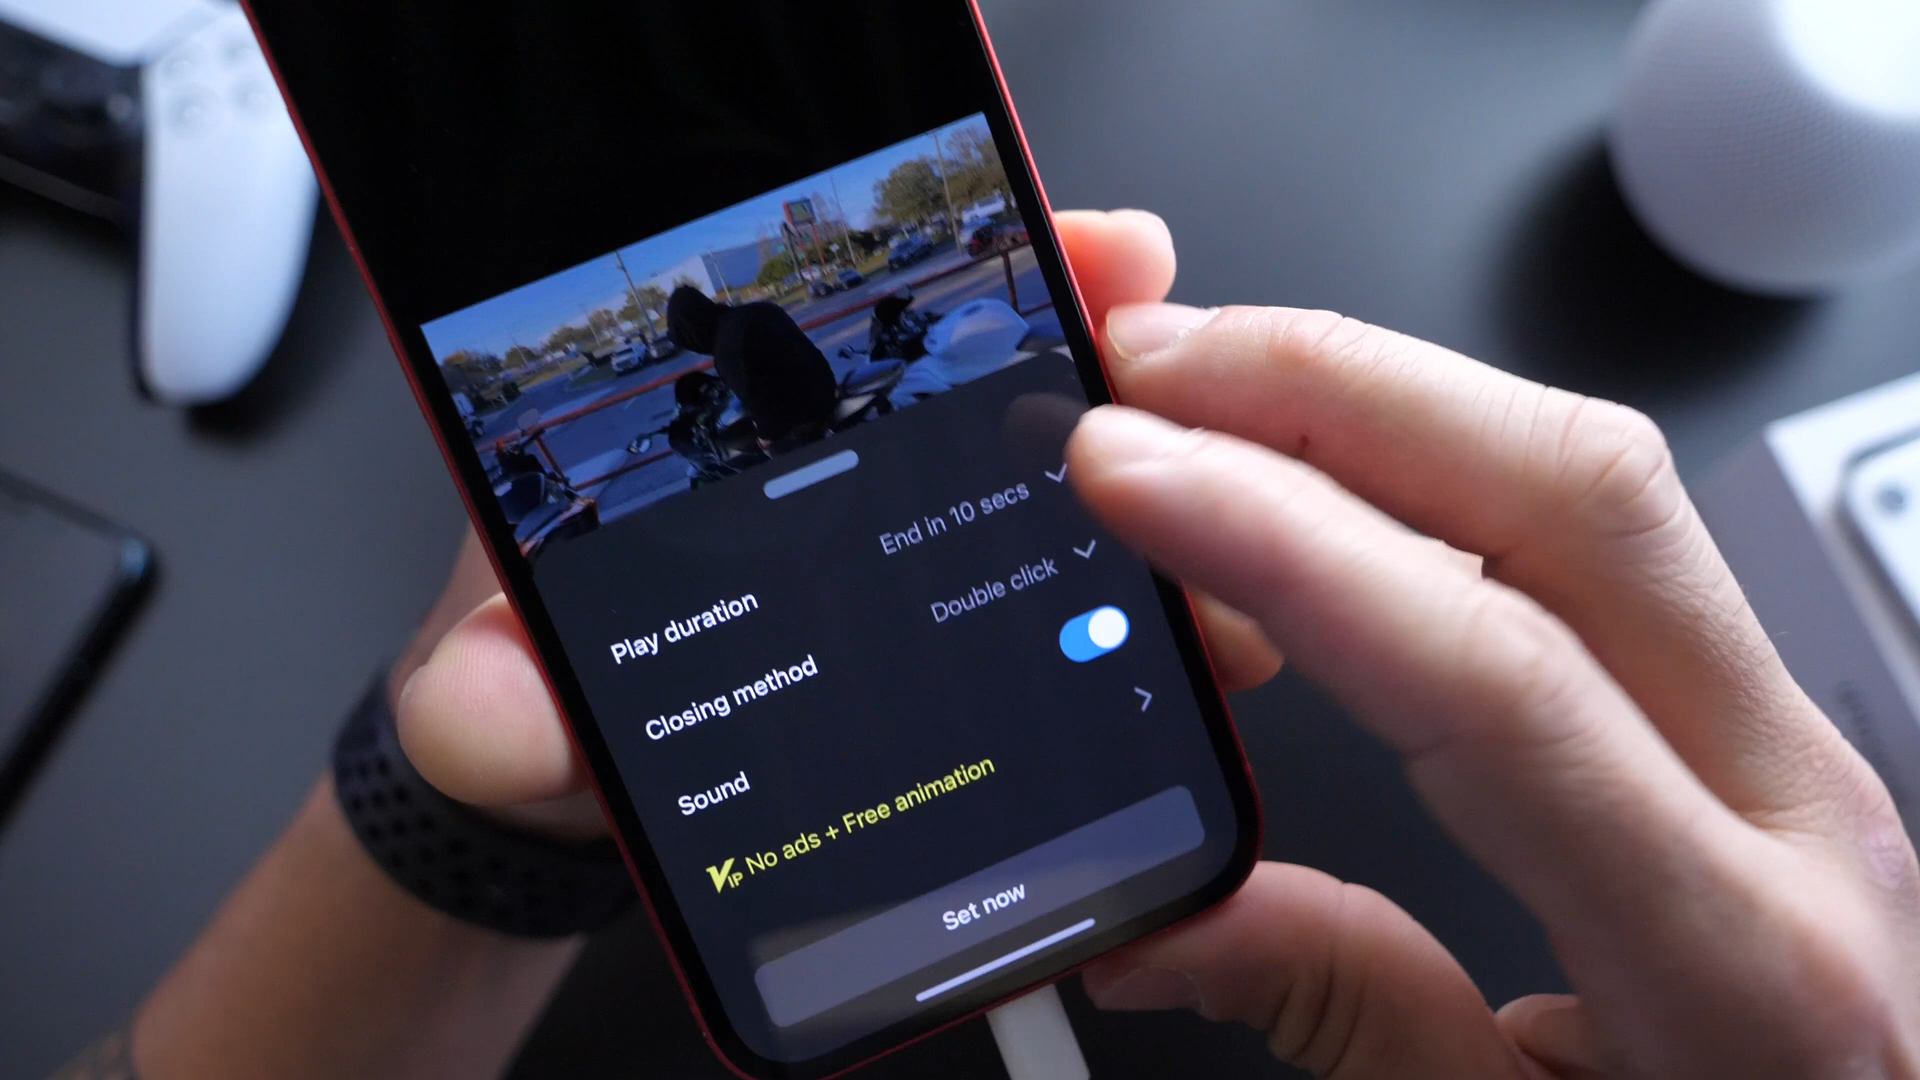 Play duration End in 10 secs
Closing method Double click
Sound
VIP No ads + Free animation
Set now